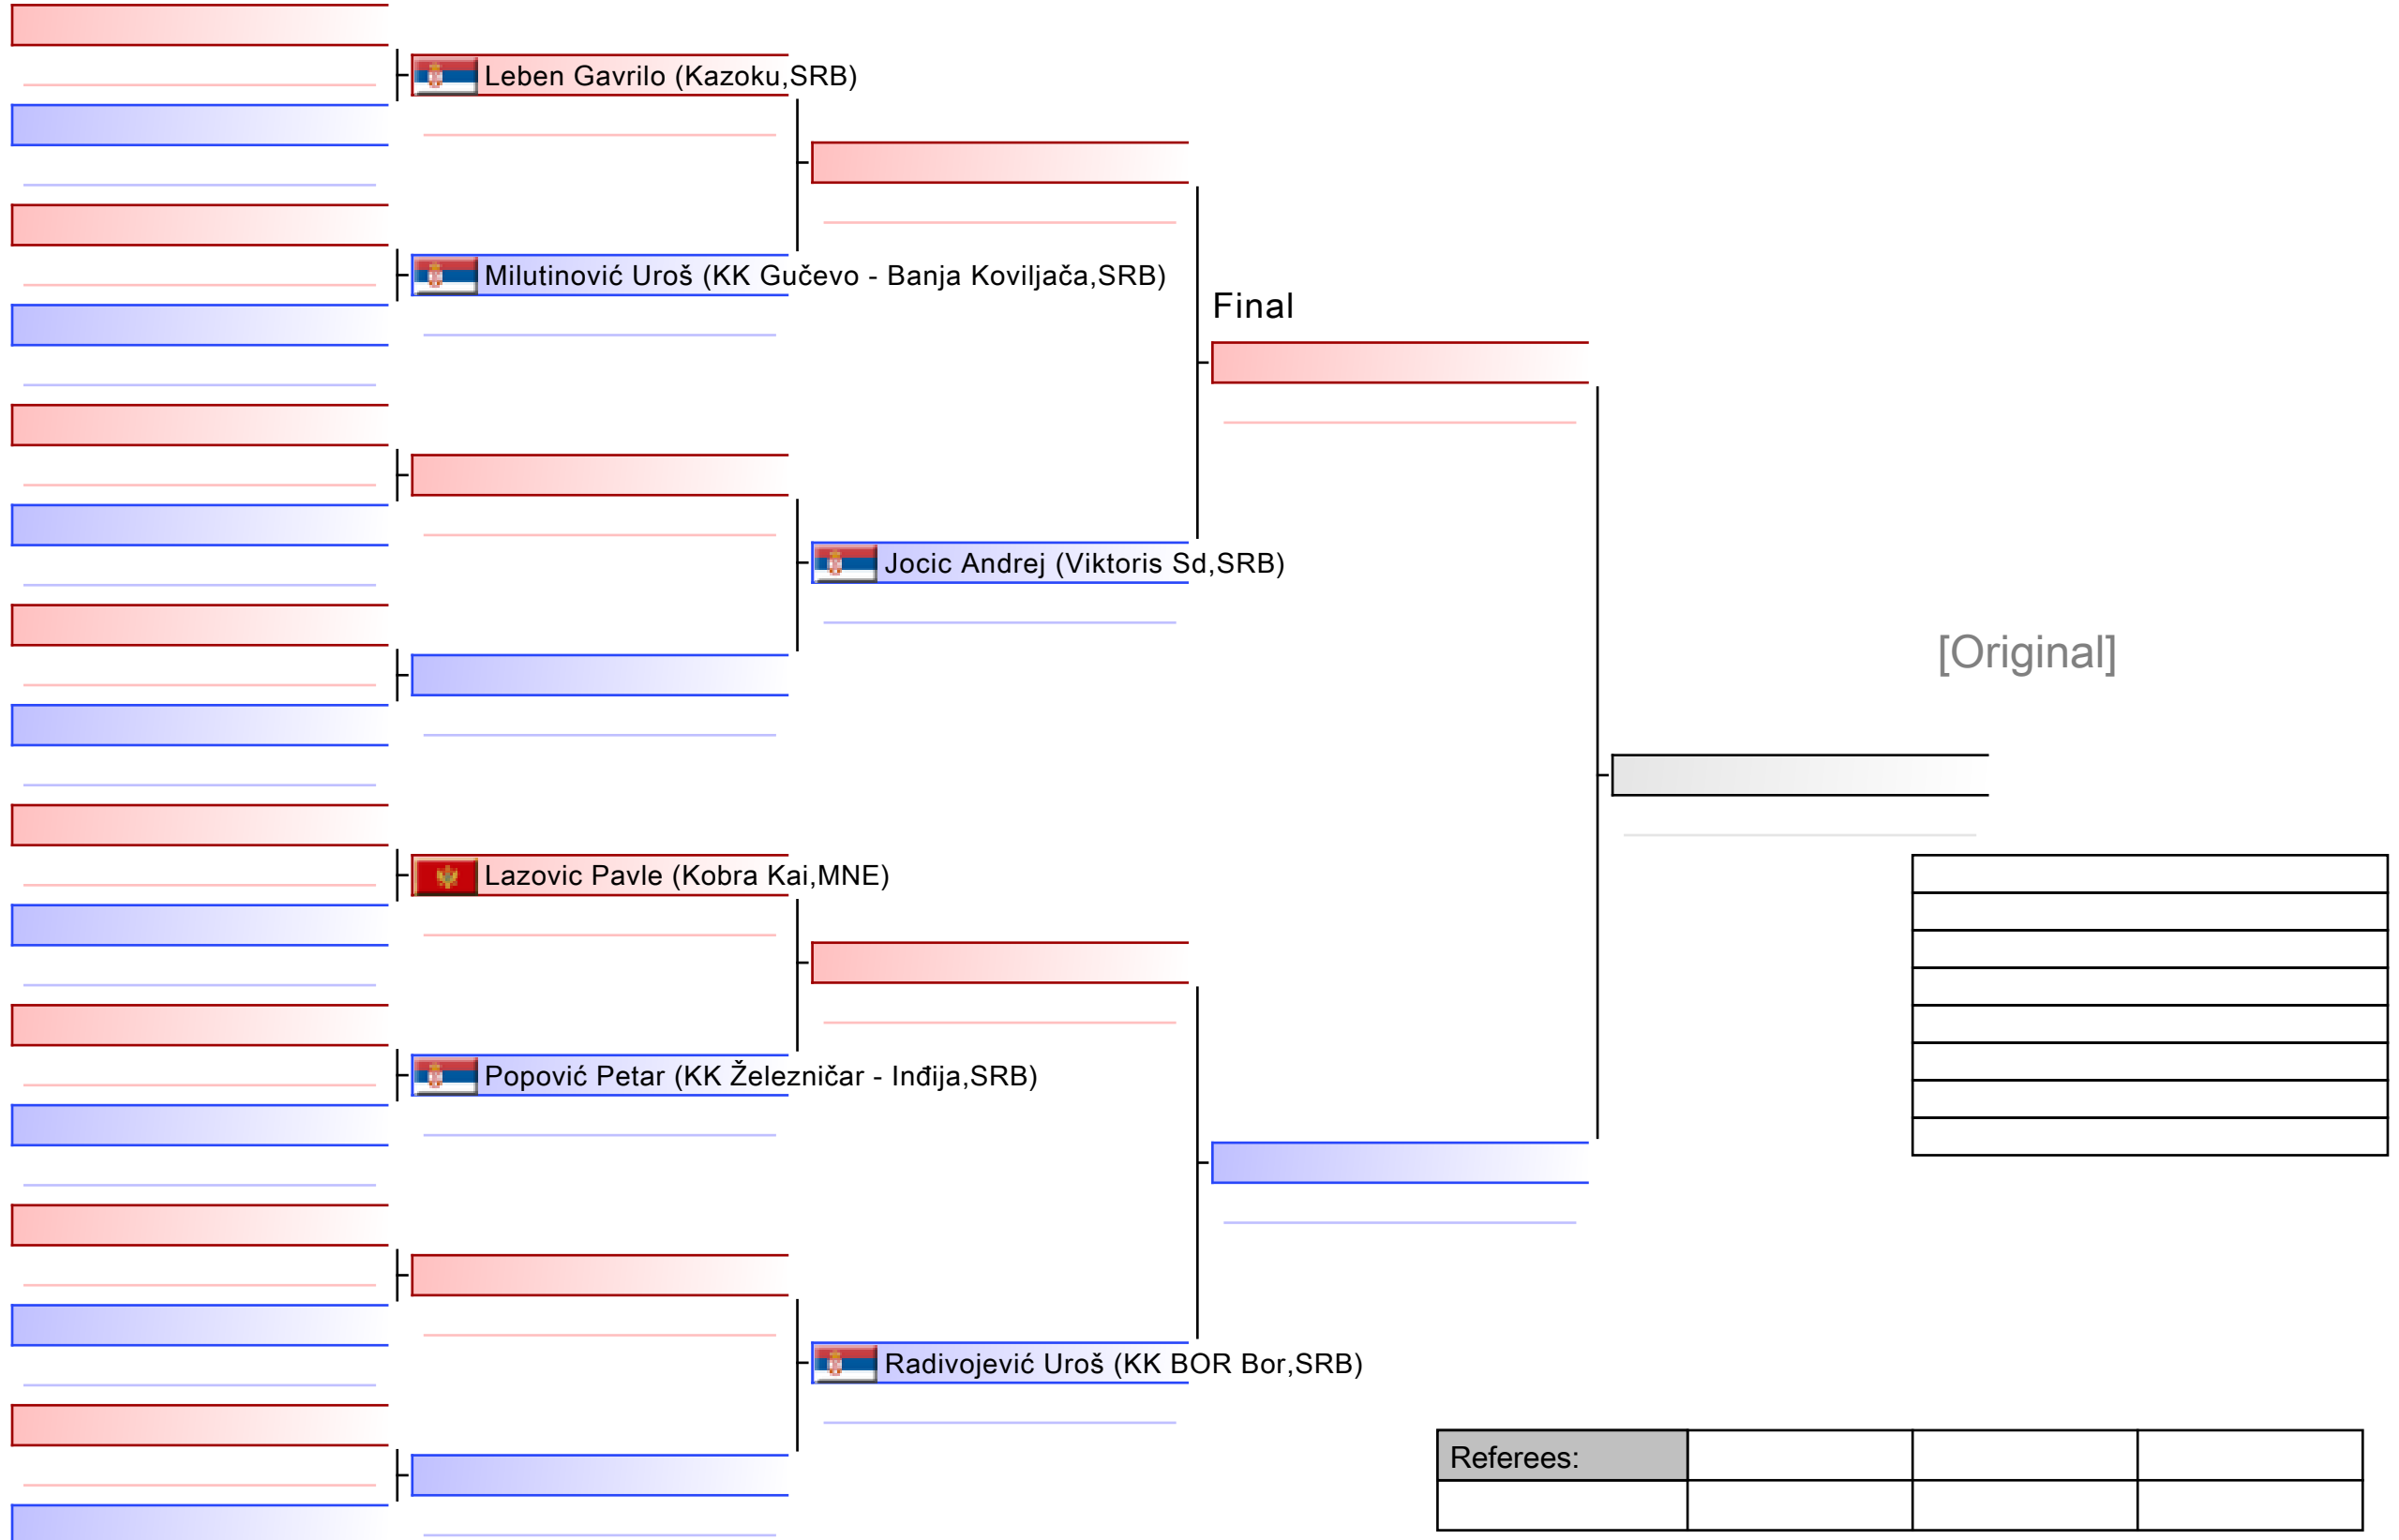 Leben Gavrilo (Kazoku,SRB)
Milutinović Uroš (KK Gučevo - Banja Koviljača,SRB)
Final
Jocic Andrej (Viktoris Sd,SRB)
[Original]
Lazovic Pavle (Kobra Kai,MNE)
Popović Petar (KK Železničar - Inđija,SRB)
Radivojević Uroš (KK BOR Bor,SRB)
Referees: